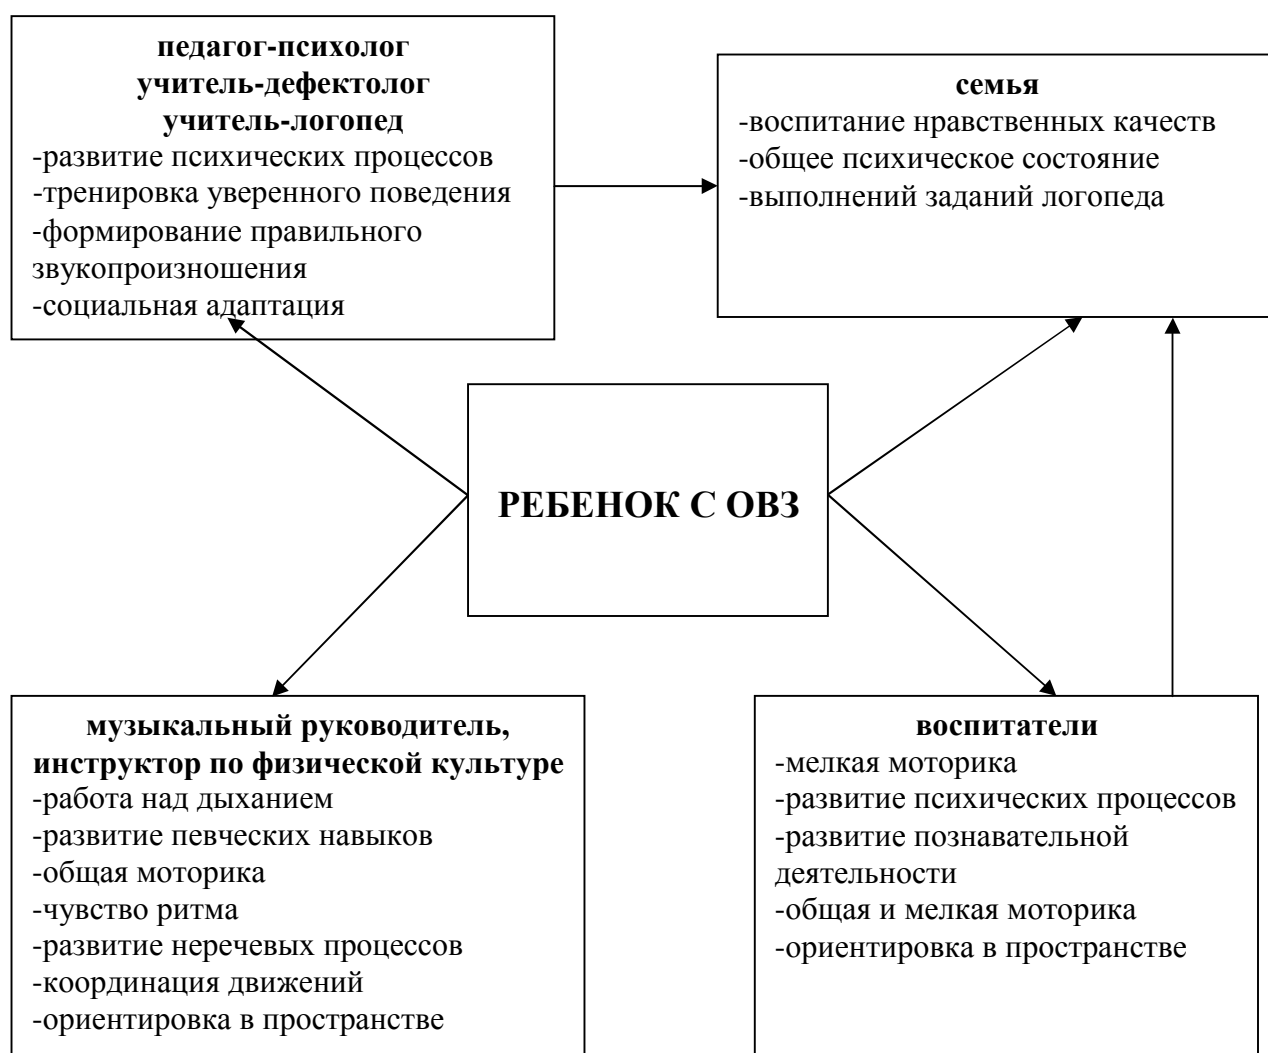 педагог-психолог
учитель-дефектолог
учитель-логопед
-развитие психических процессов
-тренировка уверенного поведения
-формирование правильного
звукопроизношения
-социальная адаптация
семья
-воспитание нравственных качеств
-общее психическое состояние
-выполнений заданий логопеда
РЕБЕНОК С ОВЗ
музыкальный руководитель,
инструктор по физической культуре
-работа над дыханием
-развитие певческих навыков
-общая моторика
-чувство ритма
-развитие неречевых процессов
-координация движений
-ориентировка в пространстве
воспитатели
-мелкая моторика
-развитие психических процессов
-развитие познавательной
деятельности
-общая и мелкая моторика
-ориентировка в пространстве